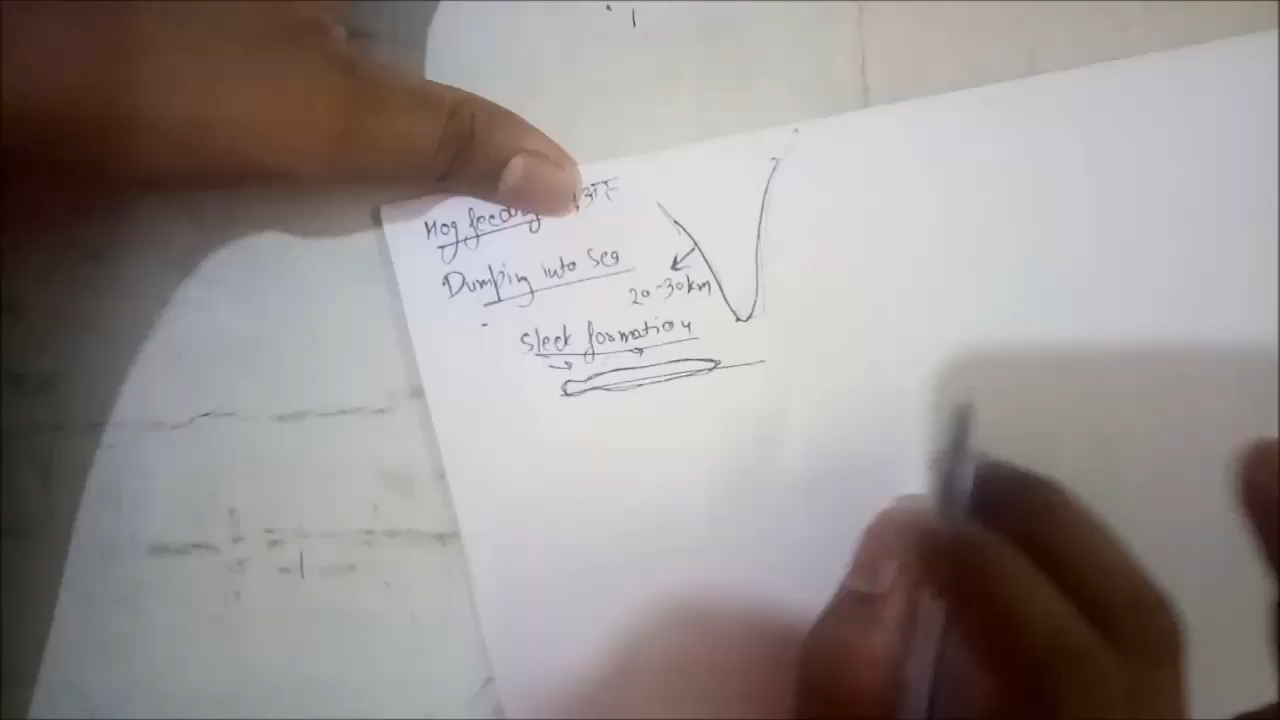 Hog feeding
Dumping into Sea
20-30km
Sleek formation